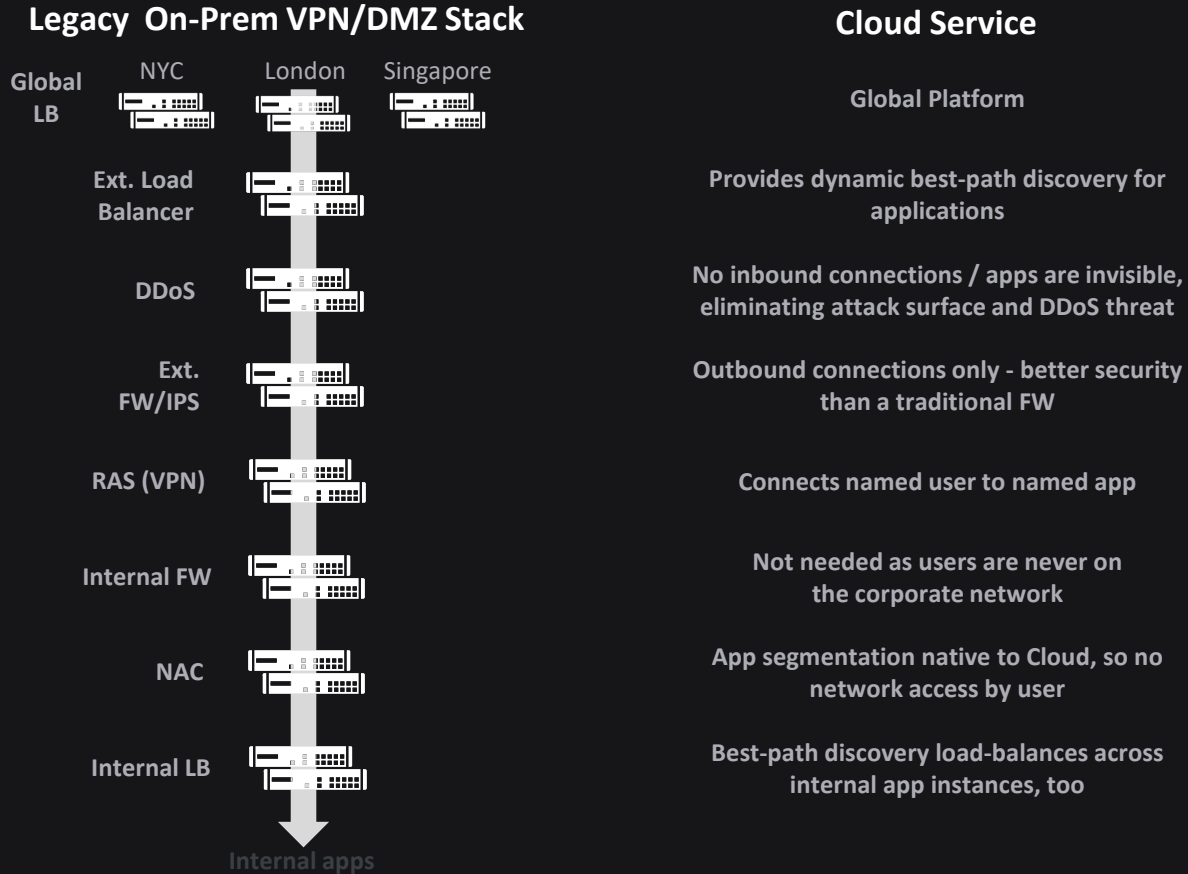 Legacy On-Prem VPN/DMZ Stack
Cloud Service
Global
LB
NYC
London
Singapore
Global Platform
Ext. Load
Balancer
Provides dynamic best-path discovery for
applications
DDoS
No inbound connections / apps are invisible,
eliminating attack surface and DDoS threat
Ext.
FW/IPS
Outbound connections only - better security
than a traditional FW
RAS (VPN)
Connects named user to named app
Internal FW
Not needed as users are never on
the corporate network
NAC
App segmentation native to Cloud, so no
network access by user
Internal LB
Best-path discovery load-balances across
internal app instances, too
Internal apps